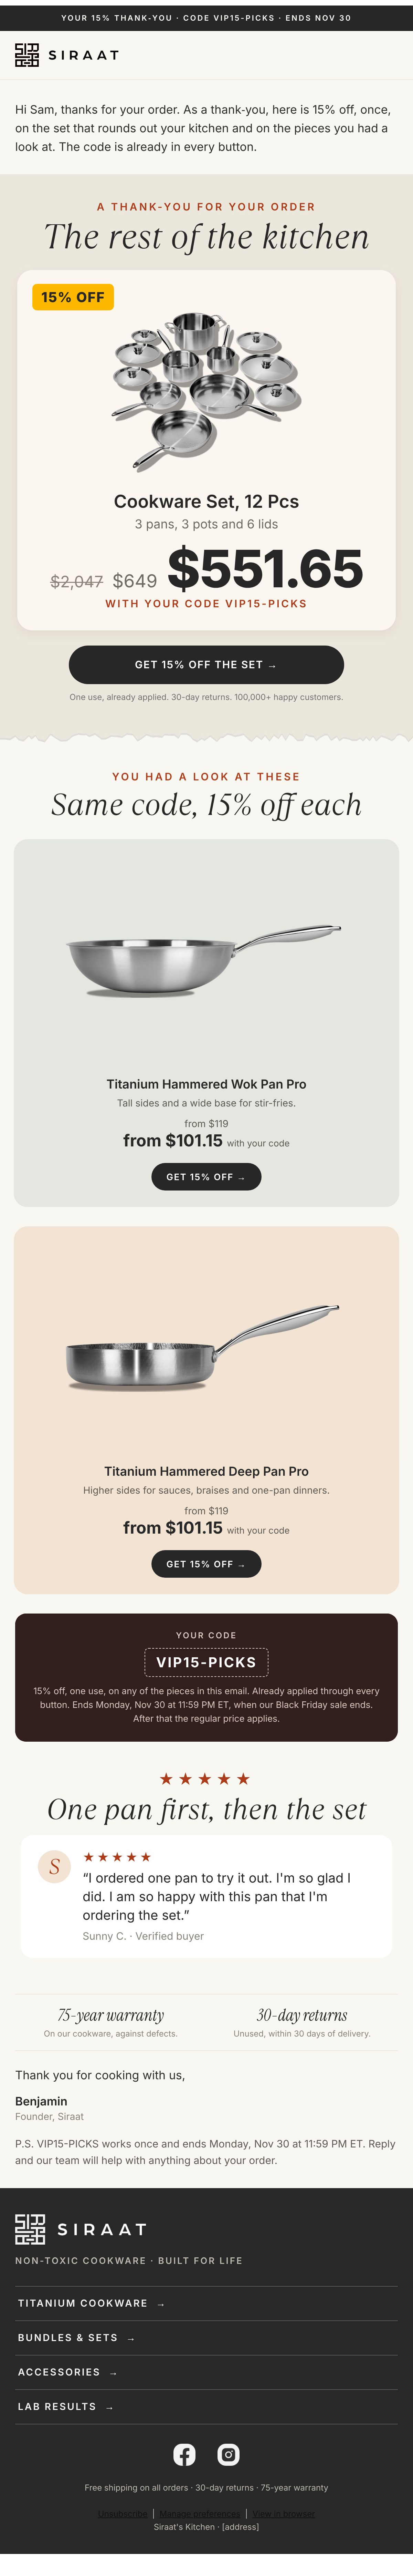 YOUR 15% THANK-YOU · CODE VIP15-PICKS · ENDS NOV 30
SIRAAT
Hi Sam, thanks for your order. As a thank-you, here is 15% off, once,
on the set that rounds out your kitchen and on the pieces you had a
look at. The code is already in every button.
A THANK-YOU FOR YOUR ORDER
The rest of the kitchen
15% OFF
Cookware Set, 12 Pcs
3 pans, 3 pots and 6 lids
$2,047 $649 $551.65
WITH YOUR CODE VIP15-PICKS
GET 15% OFF THE SET →
One use, already applied. 30-day returns. 100,000+ happy customers.
YOU HAD A LOOK AT THESE
Same code, 15% off each
Titanium Hammered Wok Pan Pro
Tall sides and a wide base for stir-fries.
from $119
from $101.15 with your code
GET 15% OFF →
Titanium Hammered Deep Pan Pro
Higher sides for sauces, braises and one-pan dinners.
from $119
from $101.15 with your code
GET 15% OFF →
YOUR CODE
VIP15-PICKS
15% off, one use, on any of the pieces in this email. Already applied through every
button. Ends Monday, Nov 30 at 11:59 PM ET, when our Black Friday sale ends.
After that the regular price applies.
★★★★★
One pan first, then the set
S
★★★★★
“I ordered one pan to try it out. I'm so glad I
did. I am so happy with this pan that I'm
ordering the set.”
Sunny C. · Verified buyer
75-year warranty
On our cookware, against defects.
30-day returns
Unused, within 30 days of delivery.
Thank you for cooking with us,
Benjamin
Founder, Siraat
P.S. VIP15-PICKS works once and ends Monday, Nov 30 at 11:59 PM ET. Reply
and our team will help with anything about your order.
SIRAAT
NON-TOXIC COOKWARE · BUILT FOR LIFE
TITANIUM COOKWARE →
BUNDLES & SETS →
ACCESSORIES →
LAB RESULTS →
Free shipping on all orders · 30-day returns · 75-year warranty
Unsubscribe | Manage preferences | View in browser
Siraat's Kitchen · [address]